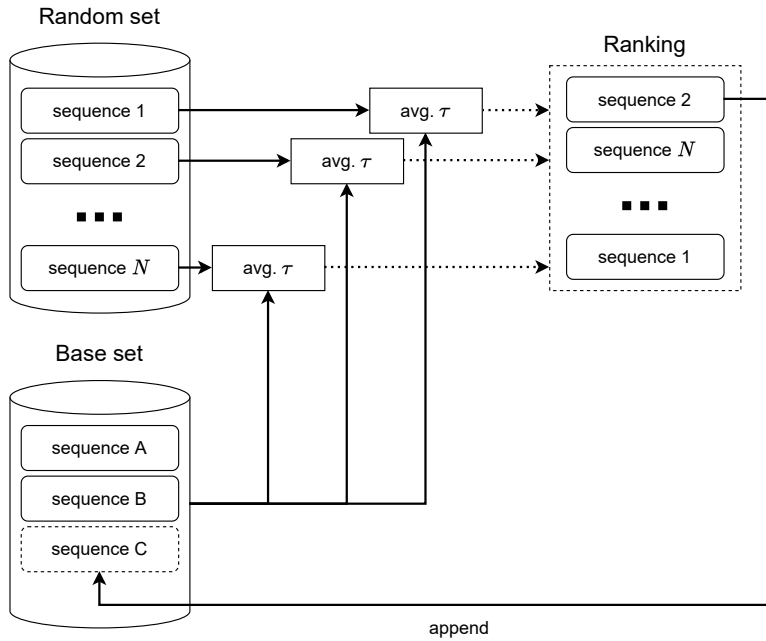 Random set
sequence 1
sequence 2
sequence N
avg. τ
avg. τ
avg. τ
Ranking
sequence 2
sequence N
sequence 1
Base set
sequence A
sequence B
sequence C
append